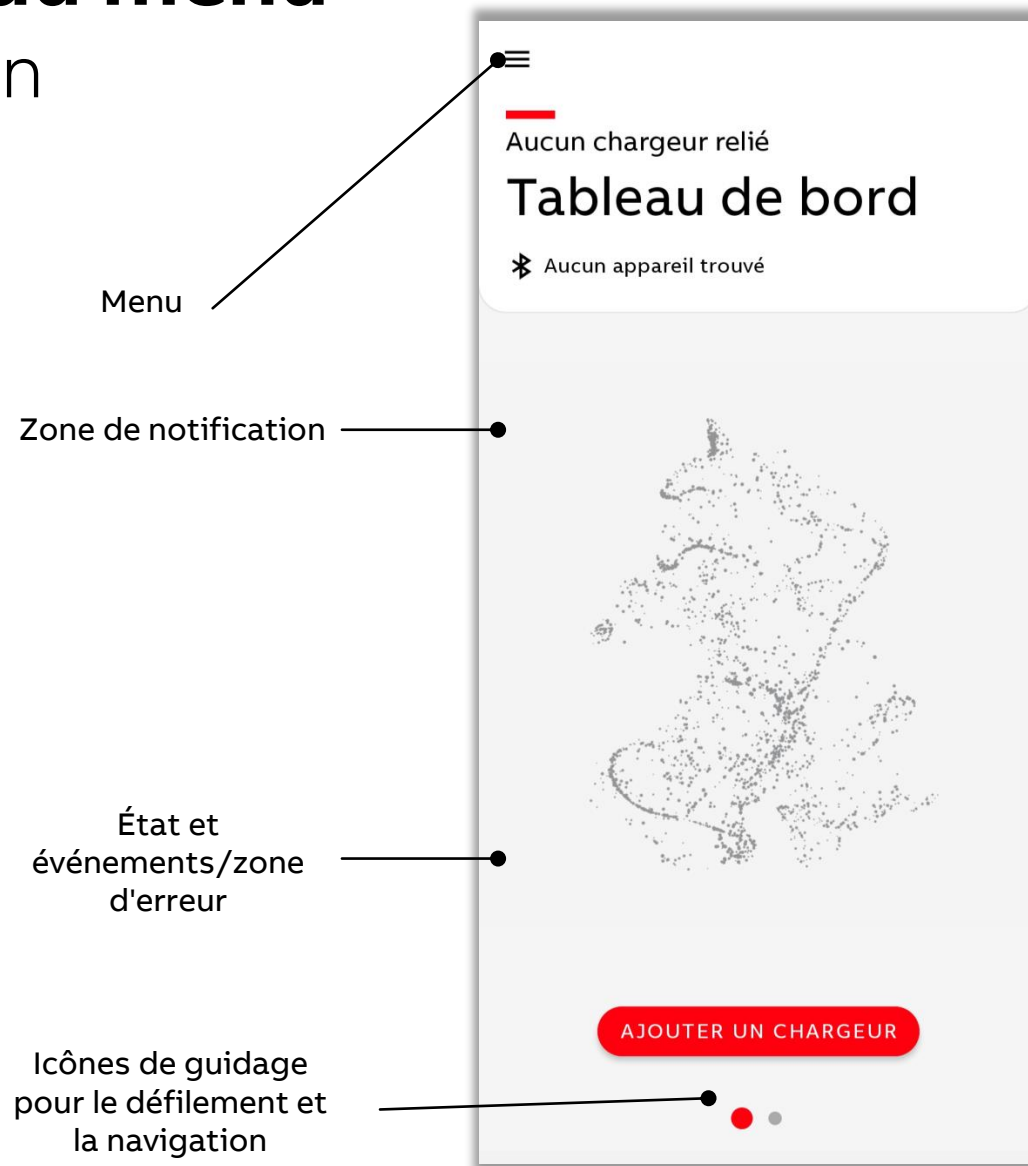 menu
n
Aucun chargeur relié
Tableau de bord
Aucun appareil trouvé
Menu
Zone de notification
État et
événements/zone
d'erreur
AJOUTER UN CHARGEUR
Icônes de guidage
pour le défilement et
la navigation